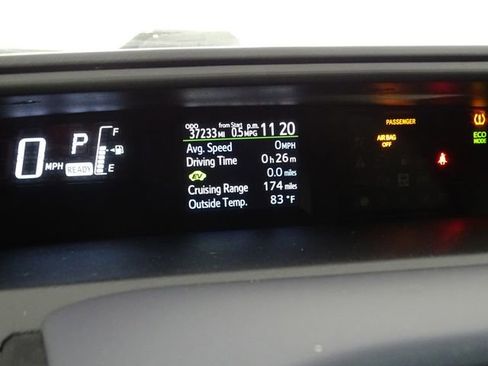 0 MPH
P
READY
F
E
ODO 37233 MI
from Start 0.5 MPG
p.m. 11 20
Avg. Speed 0 MPH
Driving Time 0 h 26 m
EV 0.0 miles
Cruising Range 174 miles
Outside Temp. 83 °F
PASSENGER
AIR BAG
OFF
ECO
MODE